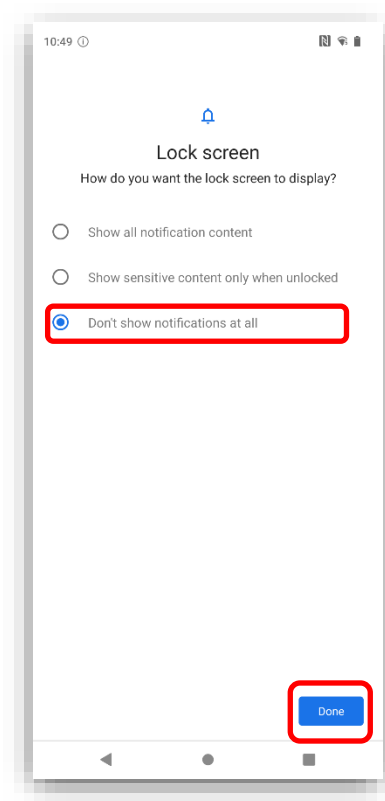 10:49
Lock screen
How do you want the lock screen to display?
Show all notification content
Show sensitive content only when unlocked
Don't show notifications at all
Done